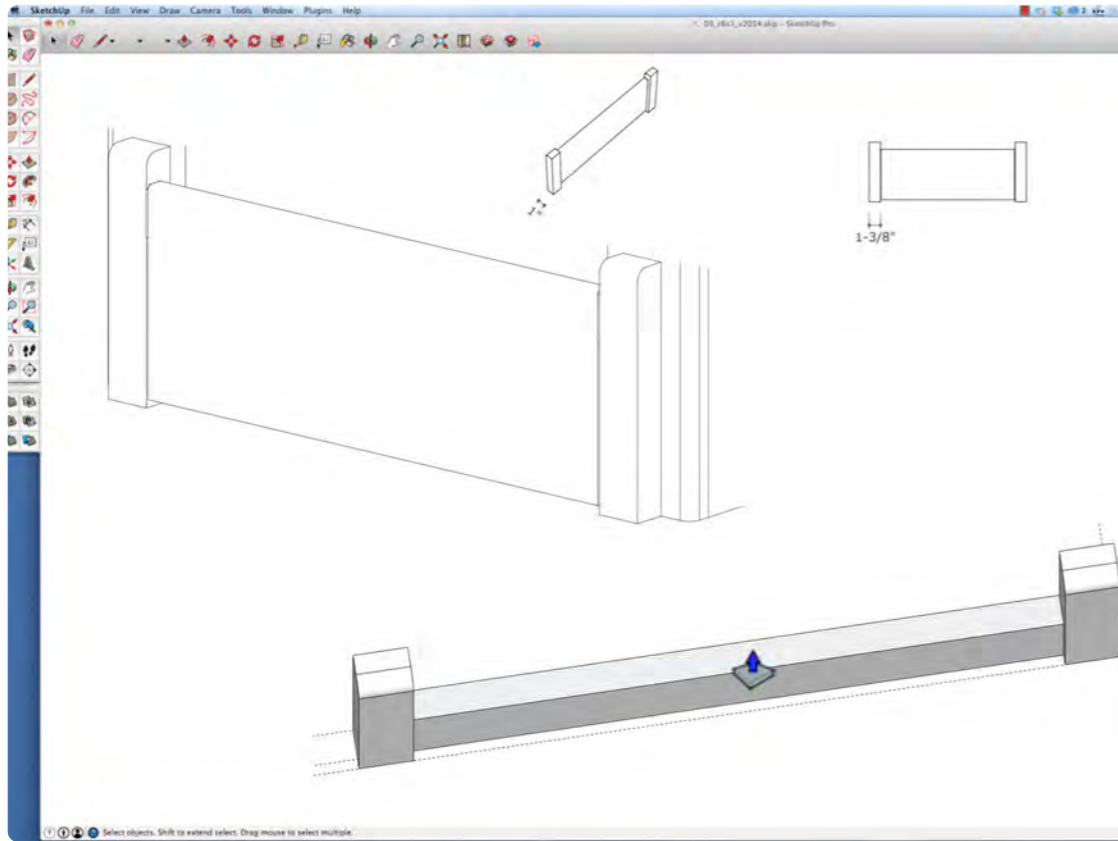 SketchUp File Edit View Draw Camera Tools Window Plugins Help
1"
1-3/8"
Select objects. Shift to extend select. Drag mouse to select multiple.